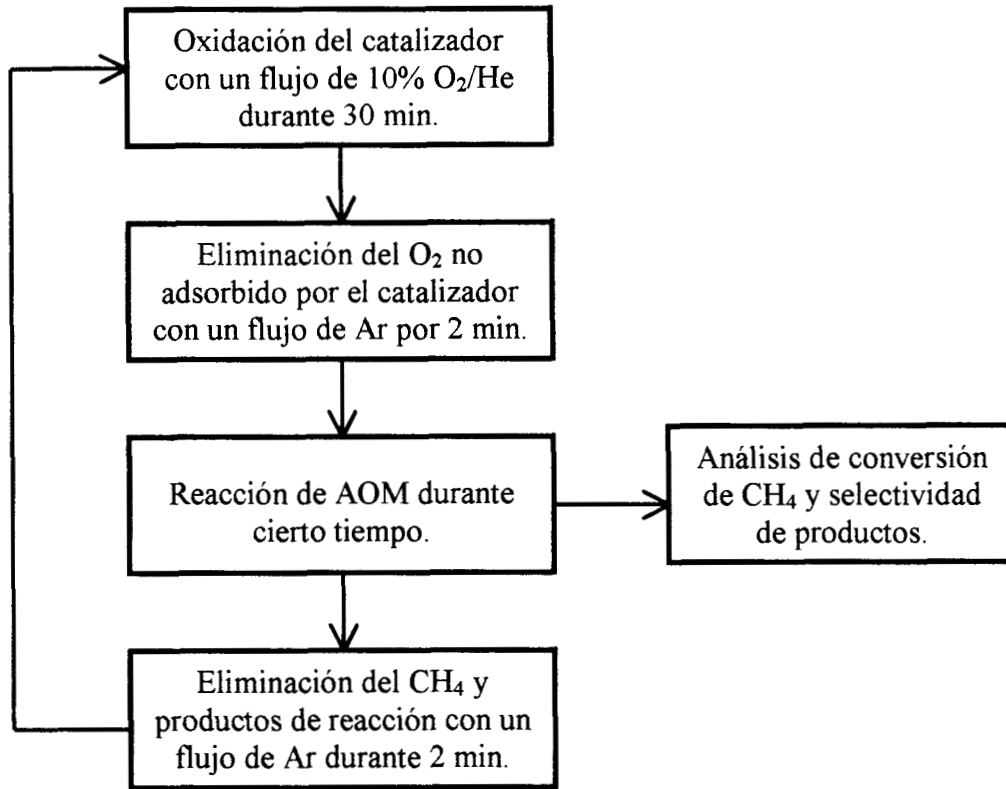 Oxidación del catalizador
con un flujo de 10% O₂/He
durante 30 min.
Eliminación del O₂ no
adsorbido por el catalizador
con un flujo de Ar por 2 min.
Reacción de AOM durante
cierto tiempo.
Análisis de conversión
de CH₄ y selectividad
de productos.
Eliminación del CH₄ y
productos de reacción con un
flujo de Ar durante 2 min.